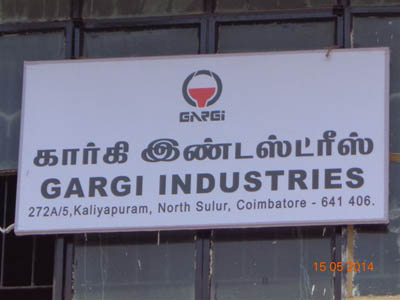 GARGI
கார்கி இண்டஸ்ட்ரீஸ்
GARGI INDUSTRIES
272A/5,Kaliyapuram, North Sulur, Coimbatore - 641 406.
15 05 2014